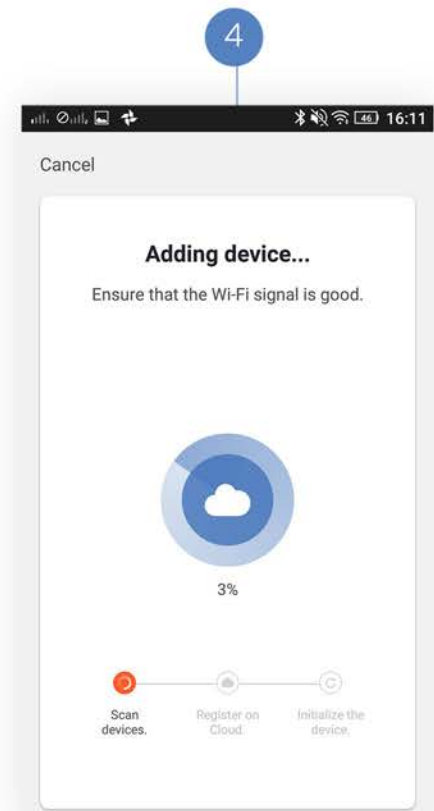 4
46 16:11
Cancel
Adding device...
Ensure that the Wi-Fi signal is good.
3%
Scan
devices.
Register on
Cloud.
Initialize the
device.